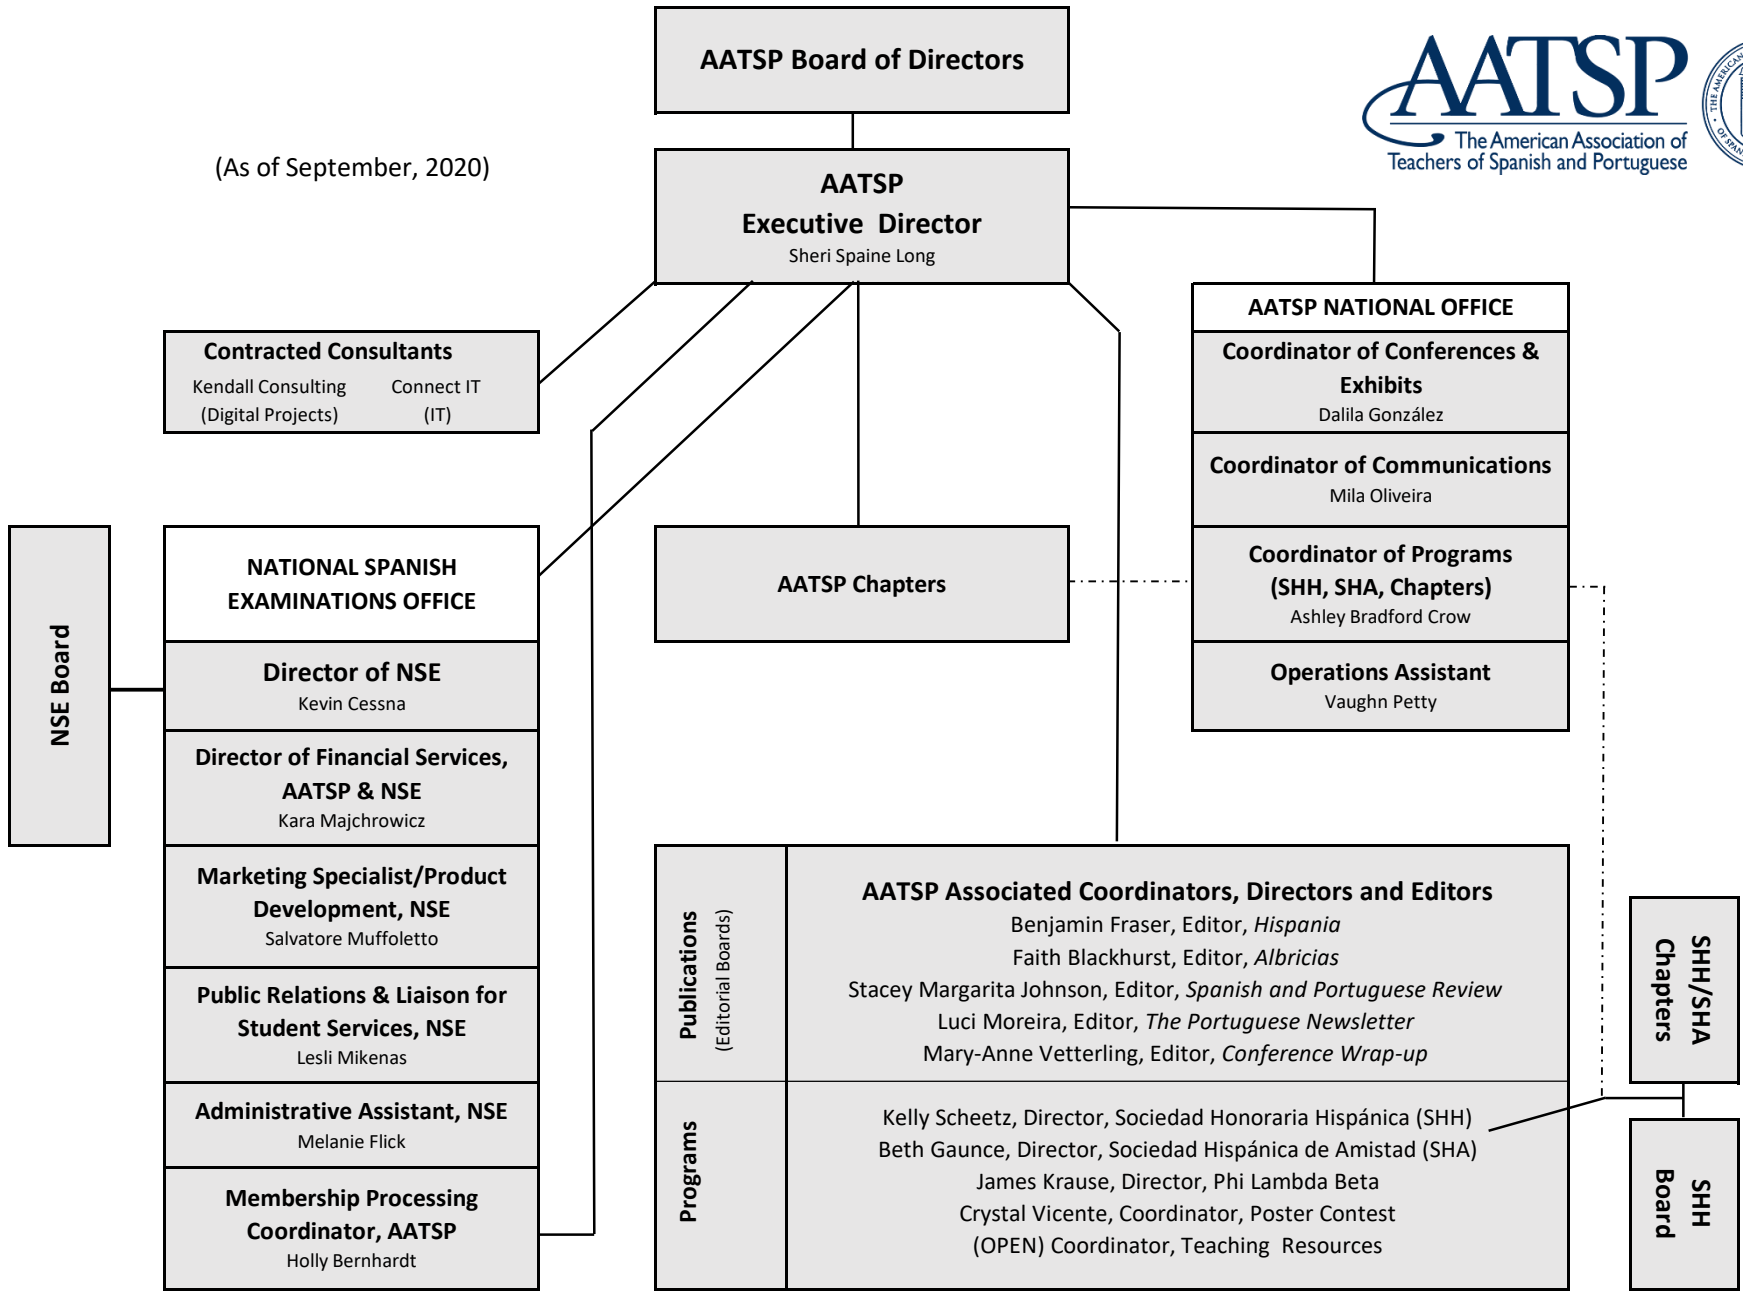 AATSP Board of Directors
AATSP
The American Association of
Teachers of Spanish and Portuguese
THE AMERICAN
(As of September, 2020)
AATSP
Executive Director
Sheri Spaine Long
Contracted Consultants
Kendall Consulting
(Digital Projects)
Connect IT
(IT)
AATSP NATIONAL OFFICE
Coordinator of Conferences &
Exhibits
Dalila González
Coordinator of Communications
Mila Oliveira
Coordinator of Programs
(SHH, SHA, Chapters)
Ashley Bradford Crow
Operations Assistant
Vaughn Petty
AATSP Chapters
NSE Board
NATIONAL SPANISH
EXAMINATIONS OFFICE
Director of NSE
Kevin Cessna
Director of Financial Services,
AATSP & NSE
Kara Majchrowicz
Marketing Specialist/Product
Development, NSE
Salvatore Muffoletto
Public Relations & Liaison for
Student Services, NSE
Lesli Mikenas
Administrative Assistant, NSE
Melanie Flick
Membership Processing
Coordinator, AATSP
Holly Bernhardt
Publications
(Editorial Boards)
AATSP Associated Coordinators, Directors and Editors
Benjamin Fraser, Editor, Hispania
Faith Blackhurst, Editor, Albricias
Stacey Margarita Johnson, Editor, Spanish and Portuguese Review
Luci Moreira, Editor, The Portuguese Newsletter
Mary-Anne Vetterling, Editor, Conference Wrap-up
Programs
Kelly Scheetz, Director, Sociedad Honoraria Hispánica (SHH)
Beth Gaunce, Director, Sociedad Hispánica de Amistad (SHA)
James Krause, Director, Phi Lambda Beta
Crystal Vicente, Coordinator, Poster Contest
(OPEN) Coordinator, Teaching Resources
SHH/SHA
Chapters
SHH
Board